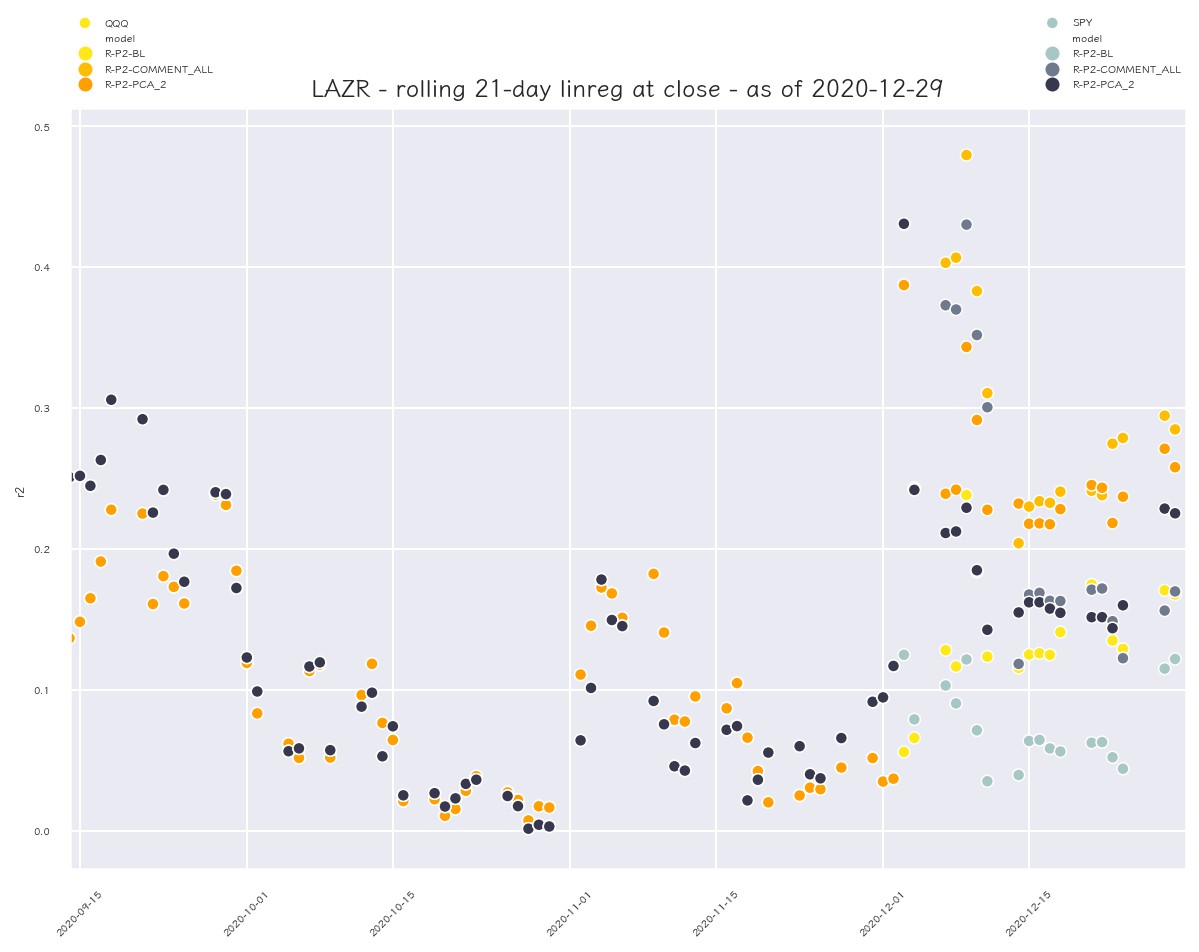 QQQ
model
R-P2-BL
R-P2-COMMENT_ALL
R-P2-PCA_2
SPY
model
R-P2-BL
R-P2-COMMENT_ALL
R-P2-PCA_2
LAZR - rolling 21-day linreg at close - as of 2020-12-29
0.5
0.4
0.3
r2
0.2
0.1
0.0
2020-09-15
2020-10-01
2020-10-15
2020-11-01
2020-11-15
2020-12-01
2020-12-15